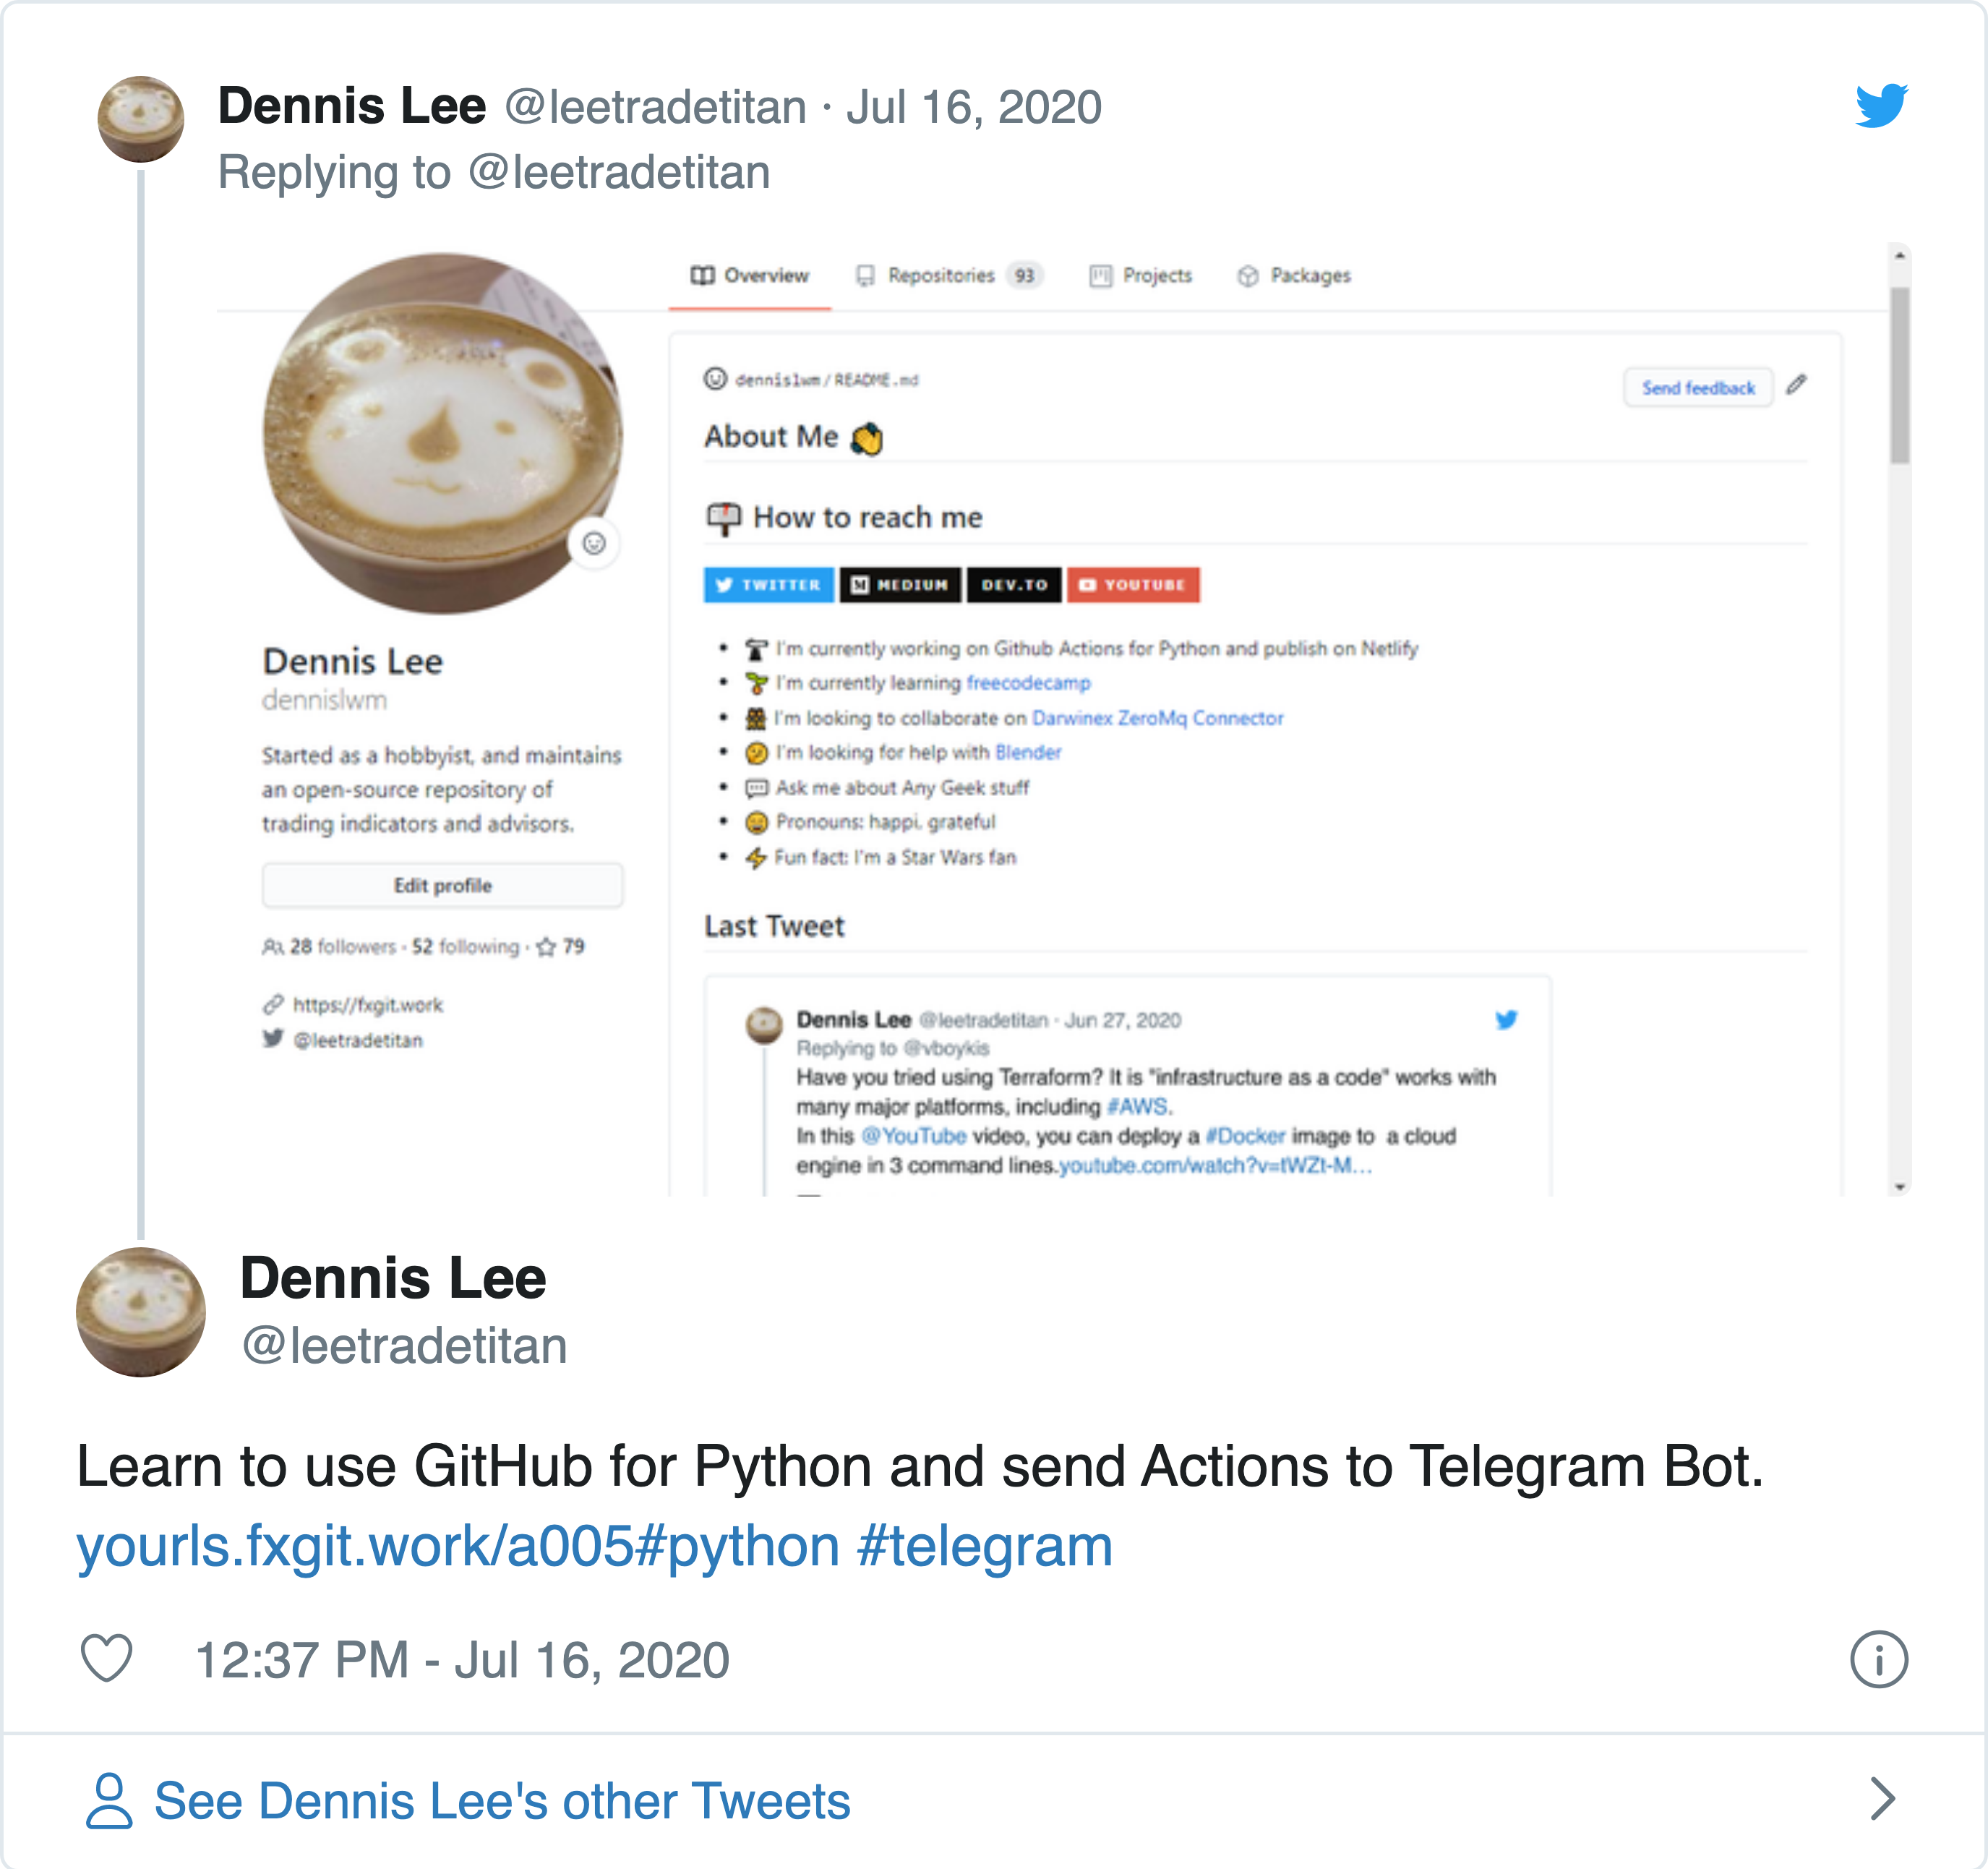 Dennis Lee @leetradetitan · Jul 16, 2020
Replying to @leetradetitan
Overview Repositories 93 Projects Packages
dennislwm / README.md
Send feedback
About Me 👏
📫 How to reach me
TWITTER MEDIUM DEV.TO YOUTUBE
• I'm currently working on Github Actions for Python and publish on Netlify
• I'm currently learning freecodecamp
• I'm looking to collaborate on Darwinex ZeroMq Connector
• I'm looking for help with Blender
• Ask me about Any Geek stuff
• Pronouns: happi, grateful
• Fun fact: I'm a Star Wars fan
Last Tweet
Dennis Lee @leetradetitan · Jun 27, 2020
Replying to @vboykis
Have you tried using Terraform? It is "infrastructure as a code" works with
many major platforms, including #AWS.
In this @YouTube video, you can deploy a #Docker image to a cloud
engine in 3 command lines.youtube.com/watch?v=tWZt-M…
Dennis Lee
dennislwm
Started as a hobbyist, and maintains
an open-source repository of
trading indicators and advisors.
Edit profile
28 followers · 52 following · 79
https://fxgit.work
@leetradetitan
Dennis Lee
@leetradetitan
Learn to use GitHub for Python and send Actions to Telegram Bot.
yourls.fxgit.work/a005#python #telegram
12:37 PM - Jul 16, 2020
See Dennis Lee's other Tweets